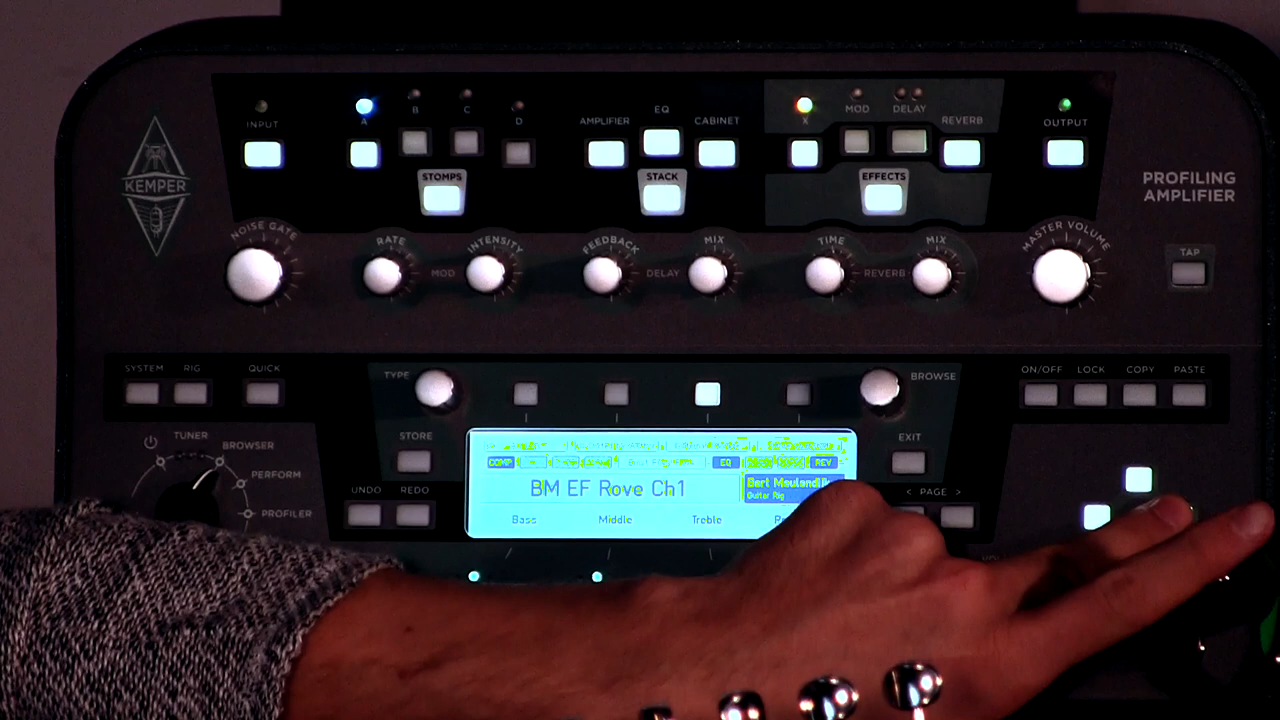 INPUT
A
B
C
D
AMPLIFIER
EQ
CABINET
X
MOD
DELAY
REVERB
OUTPUT
STOMPS
STACK
EFFECTS
KEMPER
PROFILING
AMPLIFIER
NOISE GATE
RATE
MOD
INTENSITY
FEEDBACK
DELAY
MIX
TIME
REVERB
MIX
MASTER VOLUME
TAP
SYSTEM
RIG
QUICK
TYPE
BROWSE
ON/OFF
LOCK
COPY
PASTE
TUNER
BROWSER
PERFORM
PROFILER
STORE
EXIT
UNDO
REDO
< PAGE >
COMP
EQ
REV
BM EF Rove Ch1
Bert Meulendi
Guitar Rig
Bass
Middle
Treble